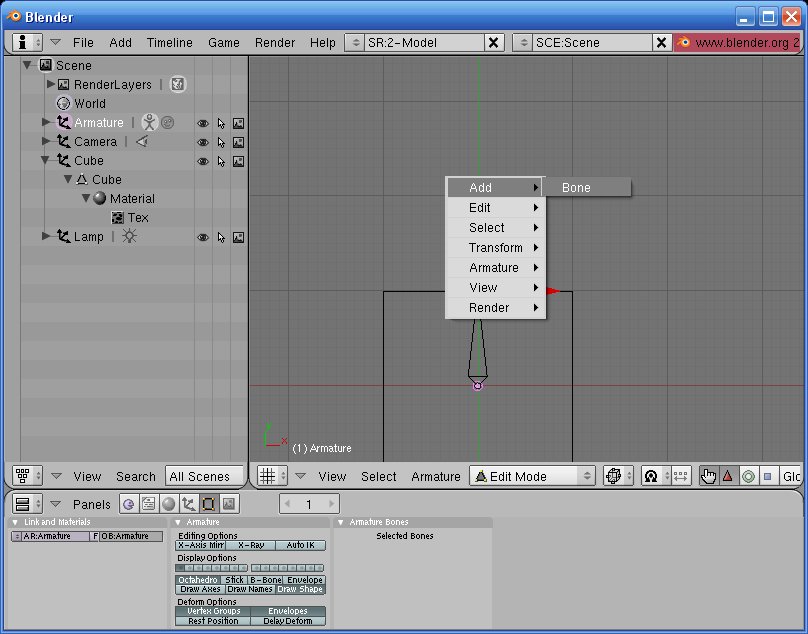 Blender
File Add Timeline Game Render Help SR:2-Model SCE:Scene www.blender.org 2
Scene
RenderLayers
World
Armature
Camera
Cube
Cube
Material
Tex
Lamp
Add Bone
Edit
Select
Transform
Armature
View
Render
x
(1) Armature
View Search All Scenes
View Select Armature Edit Mode Glo
Panels 1
Link and Materials
AR:Armature F OB:Armature
Armature
Editing Options
X-Axis Mirr X-Ray Auto IK
Display Options
Octahedro Stick B-Bone Envelope
Draw Axes Draw Names Draw Shape
Deform Options
Vertex Groups Envelopes
Rest Position Delay Deform
Armature Bones
Selected Bones